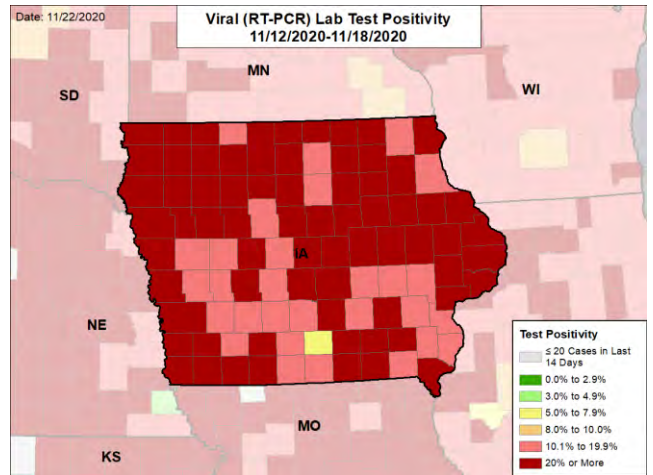 Date: 11/22/2020
Viral (RT-PCR) Lab Test Positivity
11/12/2020-11/18/2020
MN
SD
WI
IA
NE
MO
KS
Test Positivity
≤ 20 Cases in Last
14 Days
0.0% to 2.9%
3.0% to 4.9%
5.0% to 7.9%
8.0% to 10.0%
10.1% to 19.9%
20% or More